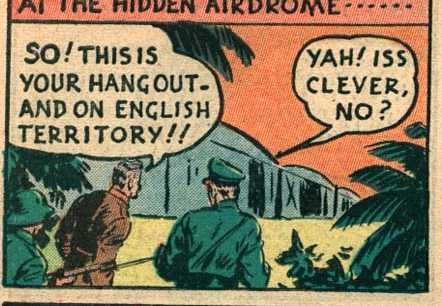 AT THE HIDDEN AIRDROME------
SO! THIS IS
YOUR HANGOUT-
AND ON ENGLISH
TERRITORY!!
YAH! ISS
CLEVER,
NO?